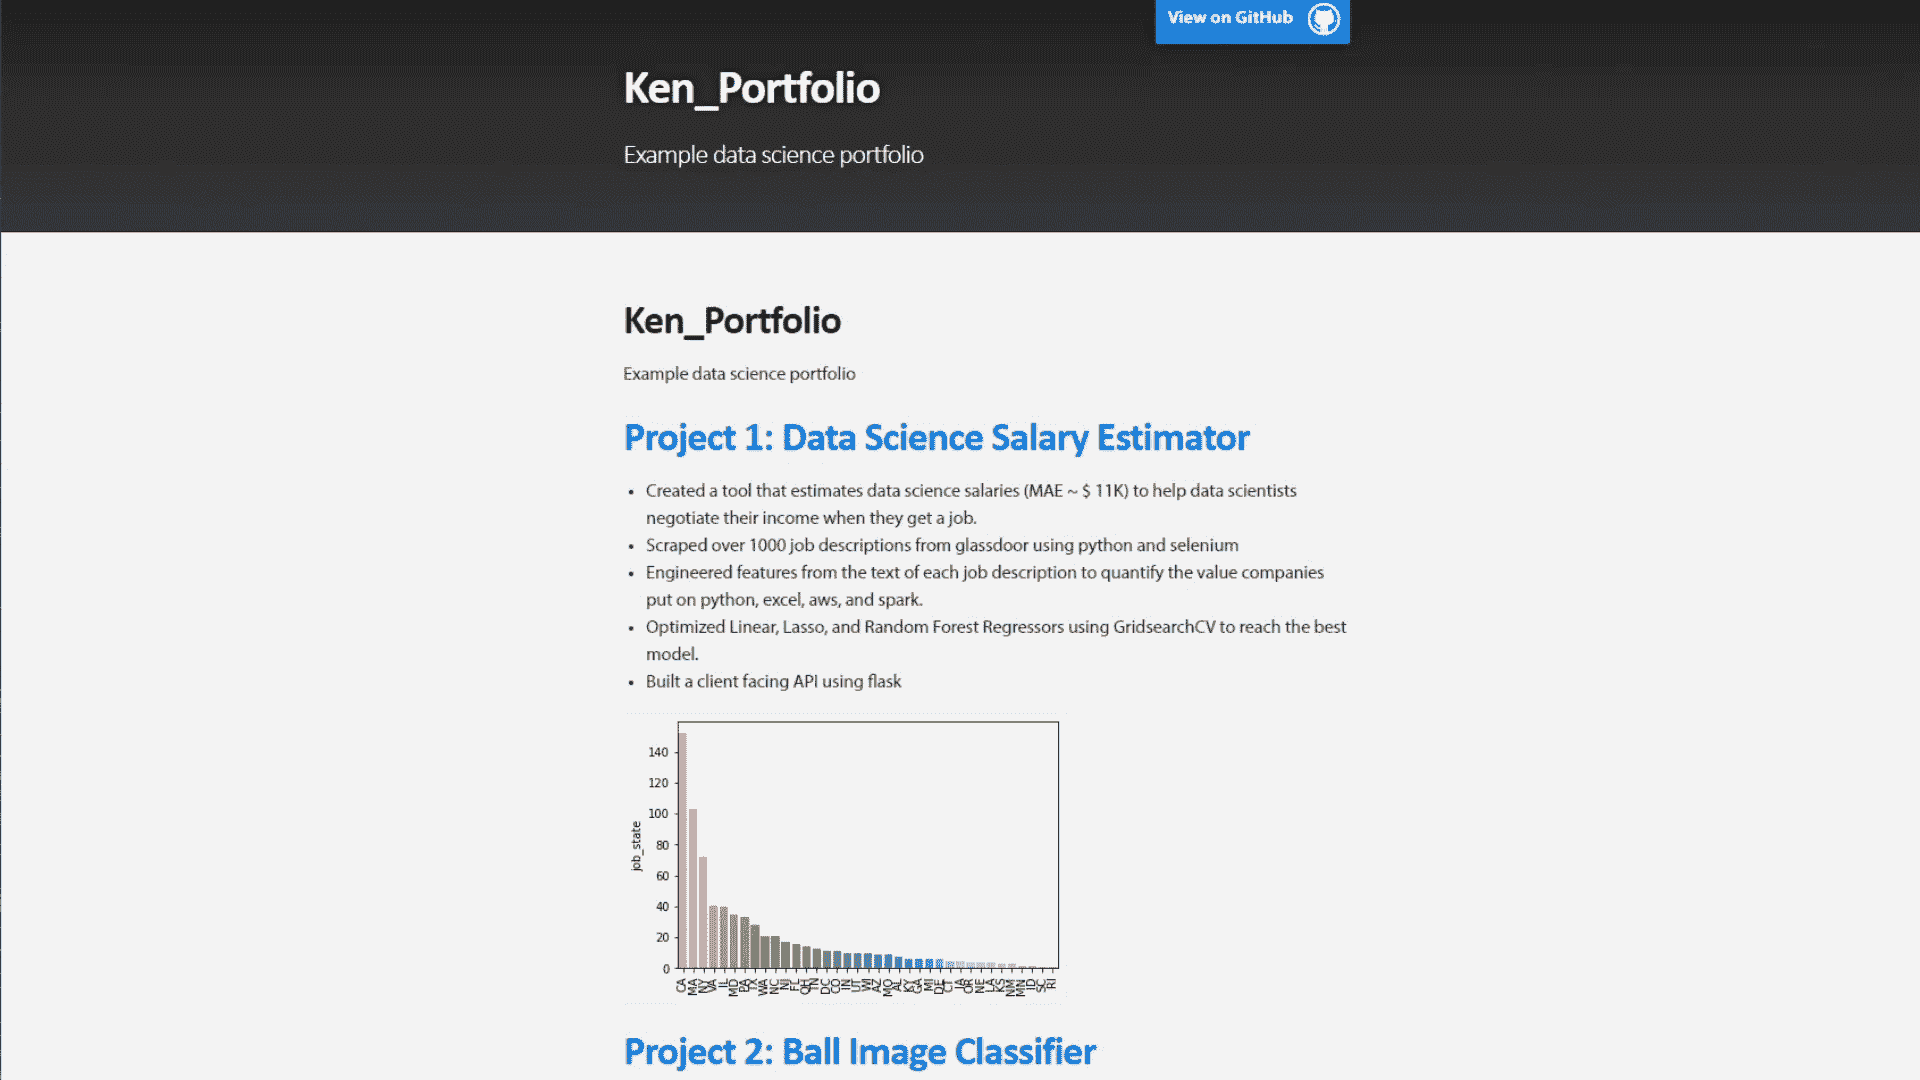 View on GitHub
Ken_Portfolio
Example data science portfolio
Ken_Portfolio
Example data science portfolio
Project 1: Data Science Salary Estimator
• Created a tool that estimates data science salaries (MAE ~ $ 11K) to help data scientists
negotiate their income when they get a job.
• Scraped over 1000 job descriptions from glassdoor using python and selenium
• Engineered features from the text of each job description to quantify the value companies
put on python, excel, aws, and spark.
• Optimized Linear, Lasso, and Random Forest Regressors using GridsearchCV to reach the best
model.
• Built a client facing API using flask
140
120
100
80
60
40
20
0
job_state
CA MA NY VA IL MD PA TX WA NC NJ FL OH TN DC CO IN UT WI AZ MO AL KY GA MI DE CT IA OR NE LA KS NM MN ID SC RI
Project 2: Ball Image Classifier